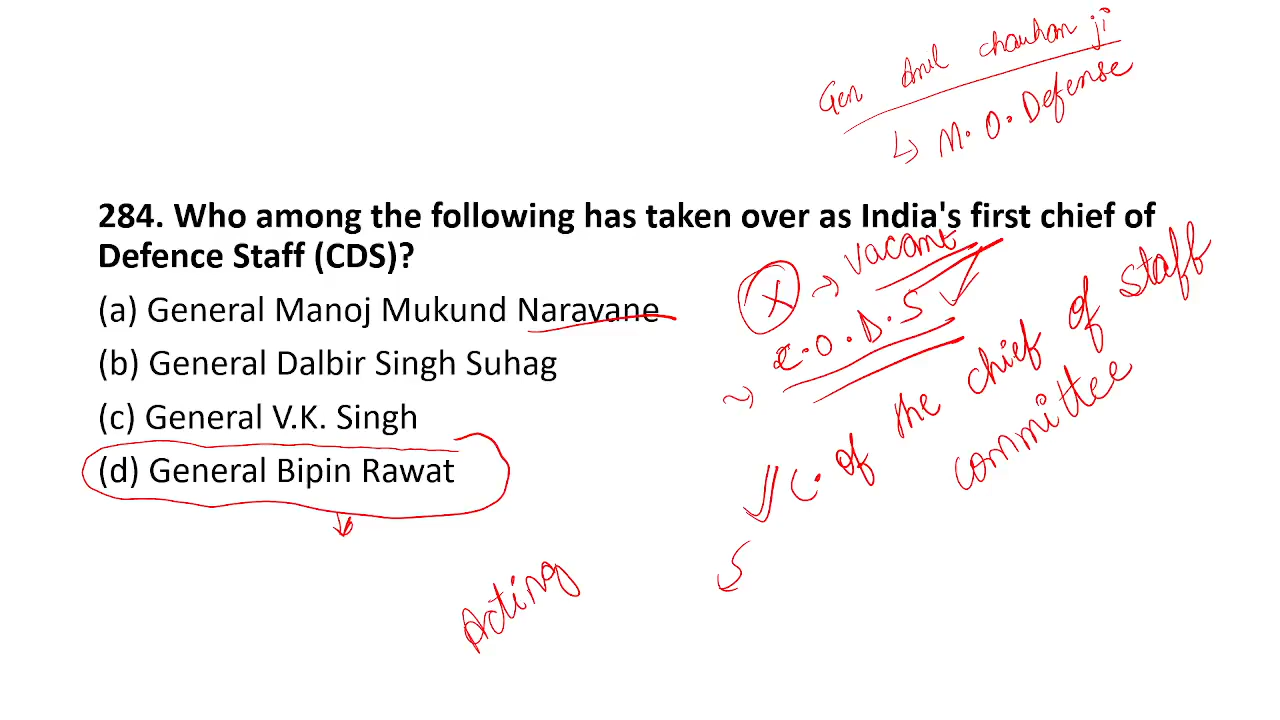 Gen Anil Chauhan ji
↳ M.O. Defense
284. Who among the following has taken over as India's first chief of
Defence Staff (CDS)?
(a) General Manoj Mukund Naravane
(b) General Dalbir Singh Suhag
(c) General V.K. Singh
(d) General Bipin Rawat
X → vacant
C.O.D.S
C. of the chief of staff
committee
Acting